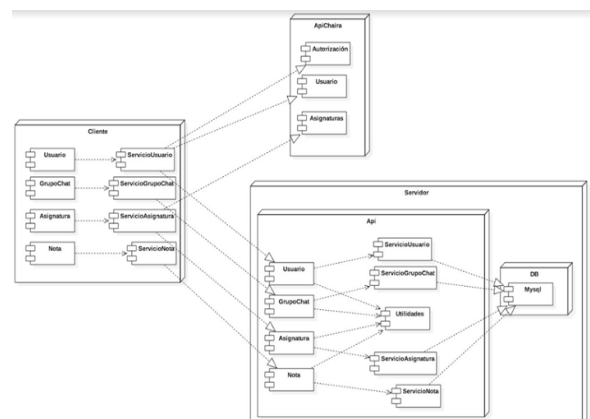 ApiChaira
Autorización
Usuario
Asignaturas
Cliente
Usuario
ServicioUsuario
GrupoChat
ServicioGrupoChat
Asignatura
ServicioAsignatura
Nota
ServicioNota
Servidor
Api
ServicioUsuario
Usuario
ServicioGrupoChat
DB
Mysql
GrupoChat
Utilidades
Asignatura
ServicioAsignatura
Nota
ServicioNota